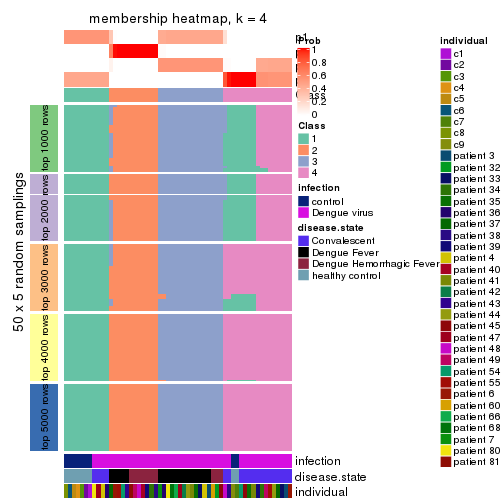 membership heatmap, k = 4
50 x 5 random samplings
top 1000 rows
top 2000 rows
top 3000 rows
top 4000 rows
top 5000 rows
p1
Prob
1
0.8
0.6
0.4
0.2
0
Class
1
2
3
4
infection
control
Dengue virus
disease.state
Convalescent
Dengue Fever
Dengue Hemorrhagic Fever
healthy control
infection
disease.state
individual
individual
c1
c2
c3
c4
c5
c6
c7
c8
c9
patient 3
patient 32
patient 33
patient 34
patient 35
patient 36
patient 37
patient 38
patient 39
patient 4
patient 40
patient 41
patient 42
patient 43
patient 44
patient 45
patient 47
patient 48
patient 49
patient 54
patient 55
patient 6
patient 60
patient 66
patient 68
patient 7
patient 80
patient 81